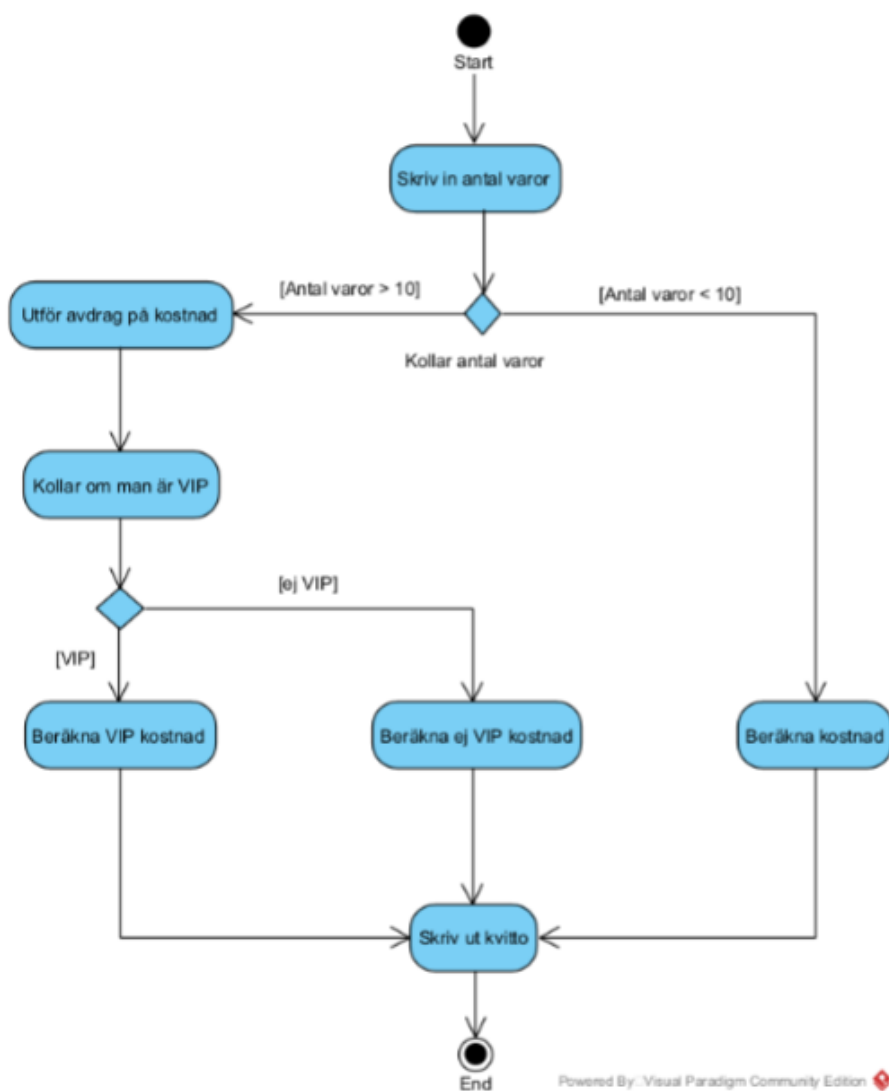 Start
Skriv in antal varor
[Antal varor > 10]
[Antal varor < 10]
Utför avdrag på kostnad
Kollar antal varor
Kollar om man är VIP
[ej VIP]
[VIP]
Beräkna VIP kostnad
Beräkna ej VIP kostnad
Beräkna kostnad
Skriv ut kvitto
End
Powered By Visual Paradigm Community Edition